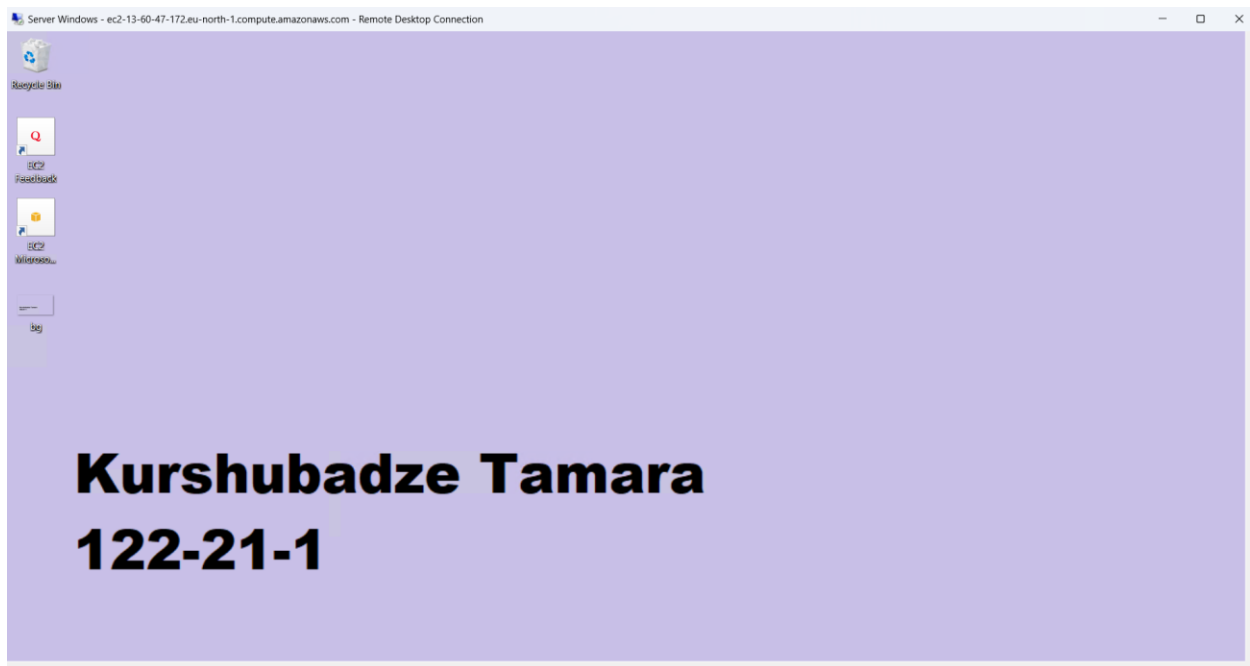 Server Windows - ec2-13-60-47-172.eu-north-1.compute.amazonaws.com - Remote Desktop Connection
Recycle Bin
Q
EC2
Feedback
EC2
Microso...
bg
Kurshubadze Tamara
122-21-1